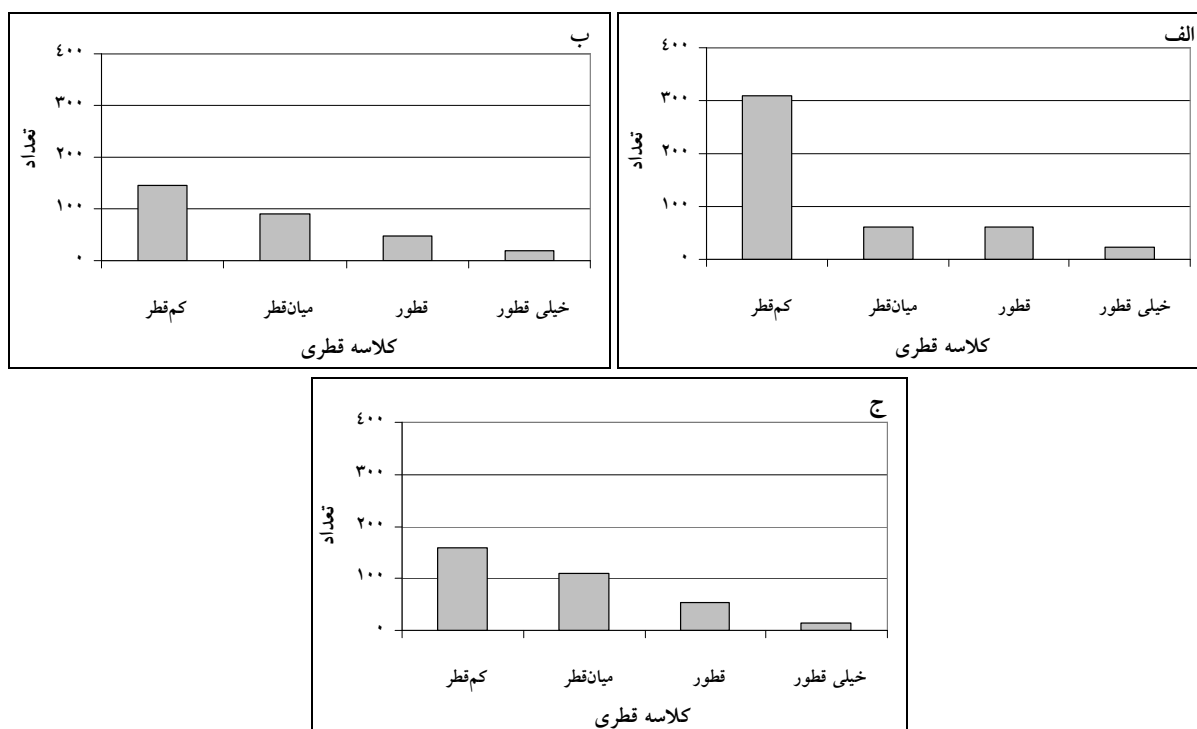 الف
٤٠٠
٣٠٠
٢٠٠
١٠٠
٠
تعداد
کم‌قطر میان‌قطر قطور خیلی قطور
کلاسه قطری
ب
٤٠٠
٣٠٠
٢٠٠
١٠٠
٠
تعداد
کم‌قطر میان‌قطر قطور خیلی قطور
کلاسه قطری
ج
٤٠٠
٣٠٠
٢٠٠
١٠٠
٠
تعداد
کم‌قطر میان‌قطر قطور خیلی قطور
کلاسه قطری